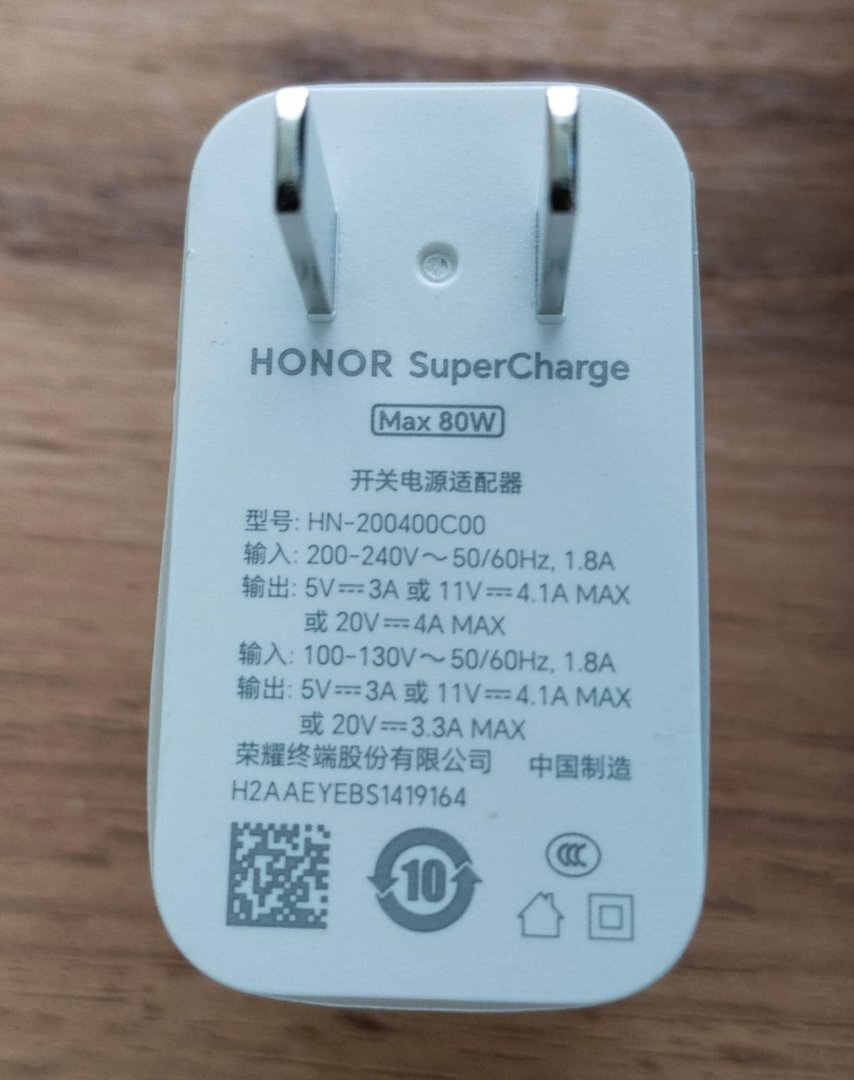 HONOR SuperCharge
Max 80W
开关电源适配器
型号: HN-200400C00
输入: 200-240V～50/60Hz, 1.8A
输出: 5V⎓3A 或 11V⎓4.1A MAX
或 20V⎓4A MAX
输入: 100-130V～50/60Hz, 1.8A
输出: 5V⎓3A 或 11V⎓4.1A MAX
或 20V⎓3.3A MAX
荣耀终端股份有限公司 中国制造
H2AAEYEBS1419164
10
CCC